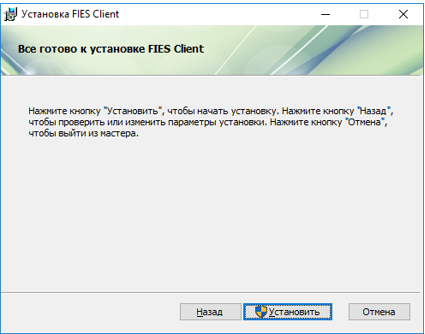 Установка FIES Client
Все готово к установке FIES Client
Нажмите кнопку "Установить", чтобы начать установку. Нажмите кнопку "Назад",
чтобы проверить или изменить параметры установки. Нажмите кнопку "Отмена",
чтобы выйти из мастера.
Назад
Установить
Отмена